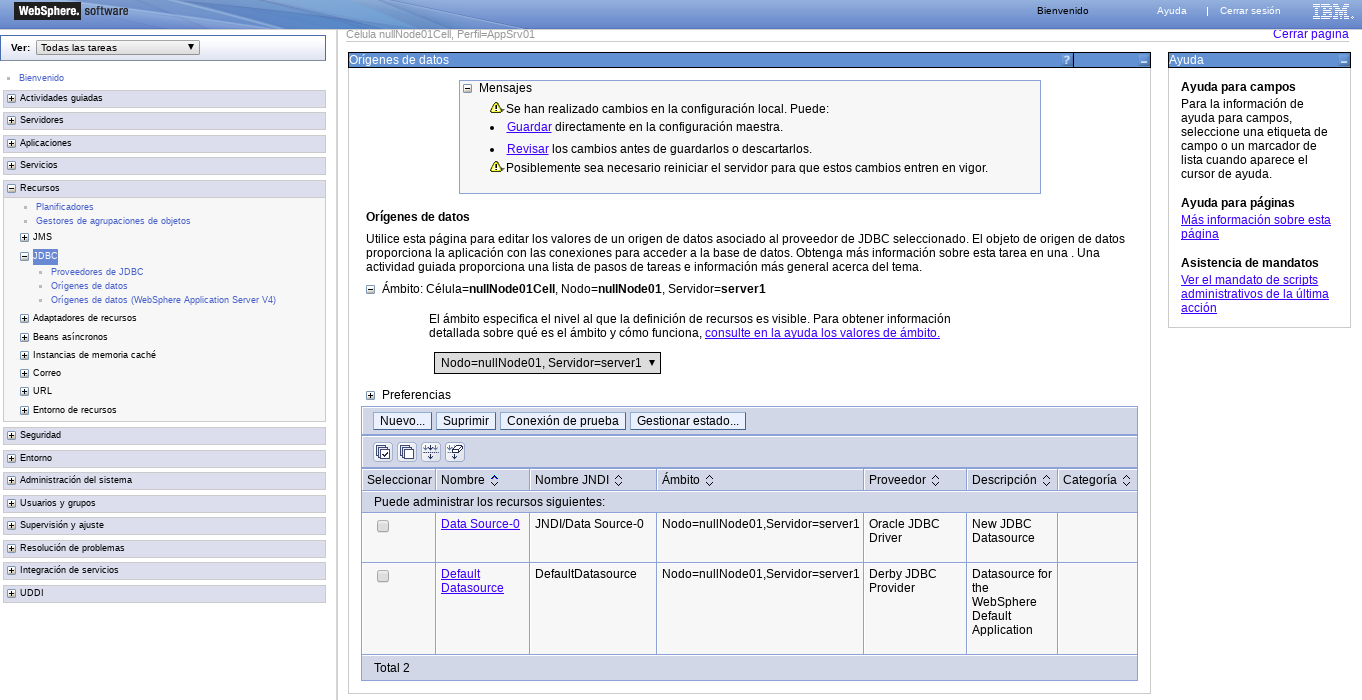 WebSphere. software
Bienvenido
Ayuda | Cerrar sesión
IBM.
Ver: Todas las tareas
Bienvenido
Actividades guiadas
Servidores
Aplicaciones
Servicios
Recursos
Planificadores
Gestores de agrupaciones de objetos
JMS
JDBC
Proveedores de JDBC
Orígenes de datos
Orígenes de datos (WebSphere Application Server V4)
Adaptadores de recursos
Beans asíncronos
Instancias de memoria caché
Correo
URL
Entorno de recursos
Seguridad
Entorno
Administración del sistema
Usuarios y grupos
Supervisión y ajuste
Resolución de problemas
Integración de servicios
UDDI
Célula nullNode01Cell, Perfil=AppSrv01
Cerrar página
Orígenes de datos ?
Mensajes
Se han realizado cambios en la configuración local. Puede:
Guardar directamente en la configuración maestra.
Revisar los cambios antes de guardarlos o descartarlos.
Posiblemente sea necesario reiniciar el servidor para que estos cambios entren en vigor.
Orígenes de datos
Utilice esta página para editar los valores de un origen de datos asociado al proveedor de JDBC seleccionado. El objeto de origen de datos
proporciona la aplicación con las conexiones para acceder a la base de datos. Obtenga más información sobre esta tarea en una . Una
actividad guiada proporciona una lista de pasos de tareas e información más general acerca del tema.
Ámbito: Célula=nullNode01Cell, Nodo=nullNode01, Servidor=server1
El ámbito especifica el nivel al que la definición de recursos es visible. Para obtener información
detallada sobre qué es el ámbito y cómo funciona, consulte en la ayuda los valores de ámbito.
Nodo=nullNode01, Servidor=server1
Preferencias
Nuevo... Suprimir Conexión de prueba Gestionar estado...
Seleccionar Nombre Nombre JNDI Ámbito Proveedor Descripción Categoría
Puede administrar los recursos siguientes:
Data Source-0 JNDI/Data Source-0 Nodo=nullNode01,Servidor=server1 Oracle JDBC New JDBC
Driver Datasource
Default DefaultDatasource Nodo=nullNode01,Servidor=server1 Derby JDBC Datasource for
Datasource Provider the
WebSphere
Default
Application
Total 2
Ayuda
Ayuda para campos
Para la información de
ayuda para campos,
seleccione una etiqueta de
campo o un marcador de
lista cuando aparece el
cursor de ayuda.
Ayuda para páginas
Más información sobre esta
página
Asistencia de mandatos
Ver el mandato de scripts
administrativos de la última
acción